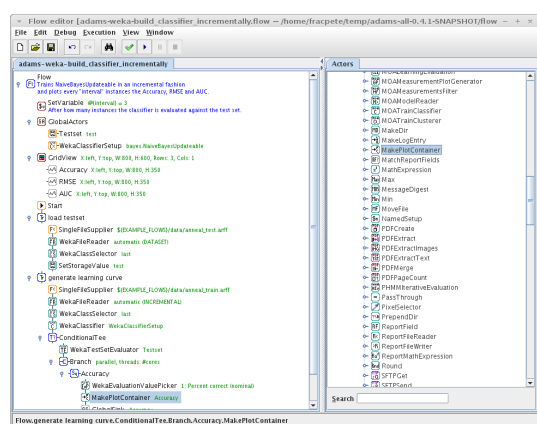 Flow editor [adams-weka-build_classifier_incrementally.flow — /home/fracpete/temp/adams-all-0.4.1-SNAPSHOT/flow
File Edit Debug Execution View Window
adams-weka-build_classifier_incrementally
Flow
Trains NaiveBayesUpdateable in an incremental fashion
and plots every "interval" instances the Accuracy, RMSE and AUC.
SetVariable @{interval} = 3
After how many instances the classifier is evaluated against the test set.
GlobalActors
Testset test
WekaClassifierSetup bayes.NaiveBayesUpdateable
GridView X:left, Y:top, W:800, H:600, Rows: 3, Cols: 1
Accuracy X:left, Y:top, W:800, H:350
RMSE X:left, Y:top, W:800, H:350
AUC X:left, Y:top, W:800, H:350
Start
load testset
SingleFileSupplier ${EXAMPLE_FLOWS}/data/anneal_test.arff
WekaFileReader automatic (DATASET)
WekaClassSelector last
SetStorageValue test
generate learning curve
SingleFileSupplier ${EXAMPLE_FLOWS}/data/anneal_train.arff
WekaFileReader automatic (INCREMENTAL)
WekaClassSelector last
WekaClassifier WekaClassifierSetup
ConditionalTee
WekaTestSetEvaluator Testset
Branch parallel, threads: #cores
Accuracy
WekaEvaluationValuePicker 1: Percent correct (nominal)
MakePlotContainer Accuracy
GlobalSink Accuracy
Flow.generate learning curve.ConditionalTee.Branch.Accuracy.MakePlotContainer
Actors
MOALearningEvaluation
MOAMeasurementPlotGenerator
MOAMeasurementsFilter
MOAModelReader
MOATrainClassifier
MOATrainClusterer
MakeDir
MakeLogEntry
MakePlotContainer
MatchReportFields
MathExpression
Max
MessageDigest
Min
MoveFile
NamedSetup
PDFCreate
PDFExtract
PDFExtractImages
PDFExtractText
PDFMerge
PDFPageCount
PHMMIterativeEvaluation
PassThrough
PixelSelector
PrependDir
ReportField
ReportFileReader
ReportFileWriter
ReportMathExpression
Round
SFTPGet
SFTPSend
Search